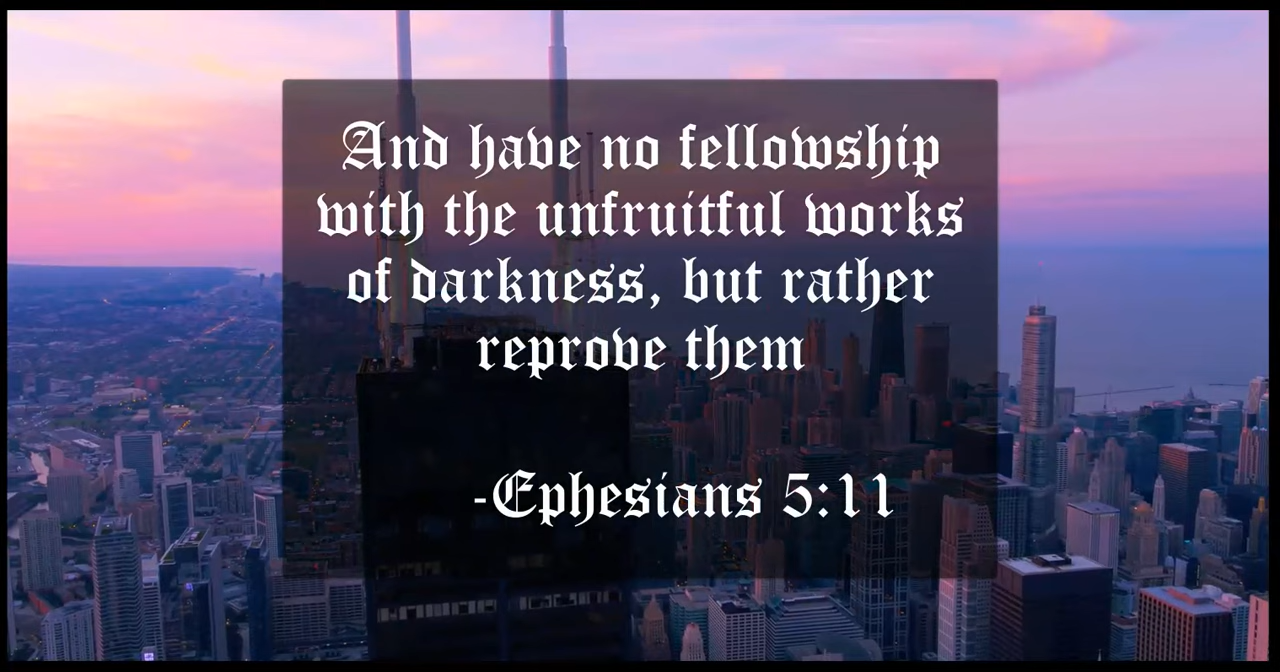 And have no fellowship
with the unfruitful works
of darkness, but rather
reprove them
-Ephesians 5:11